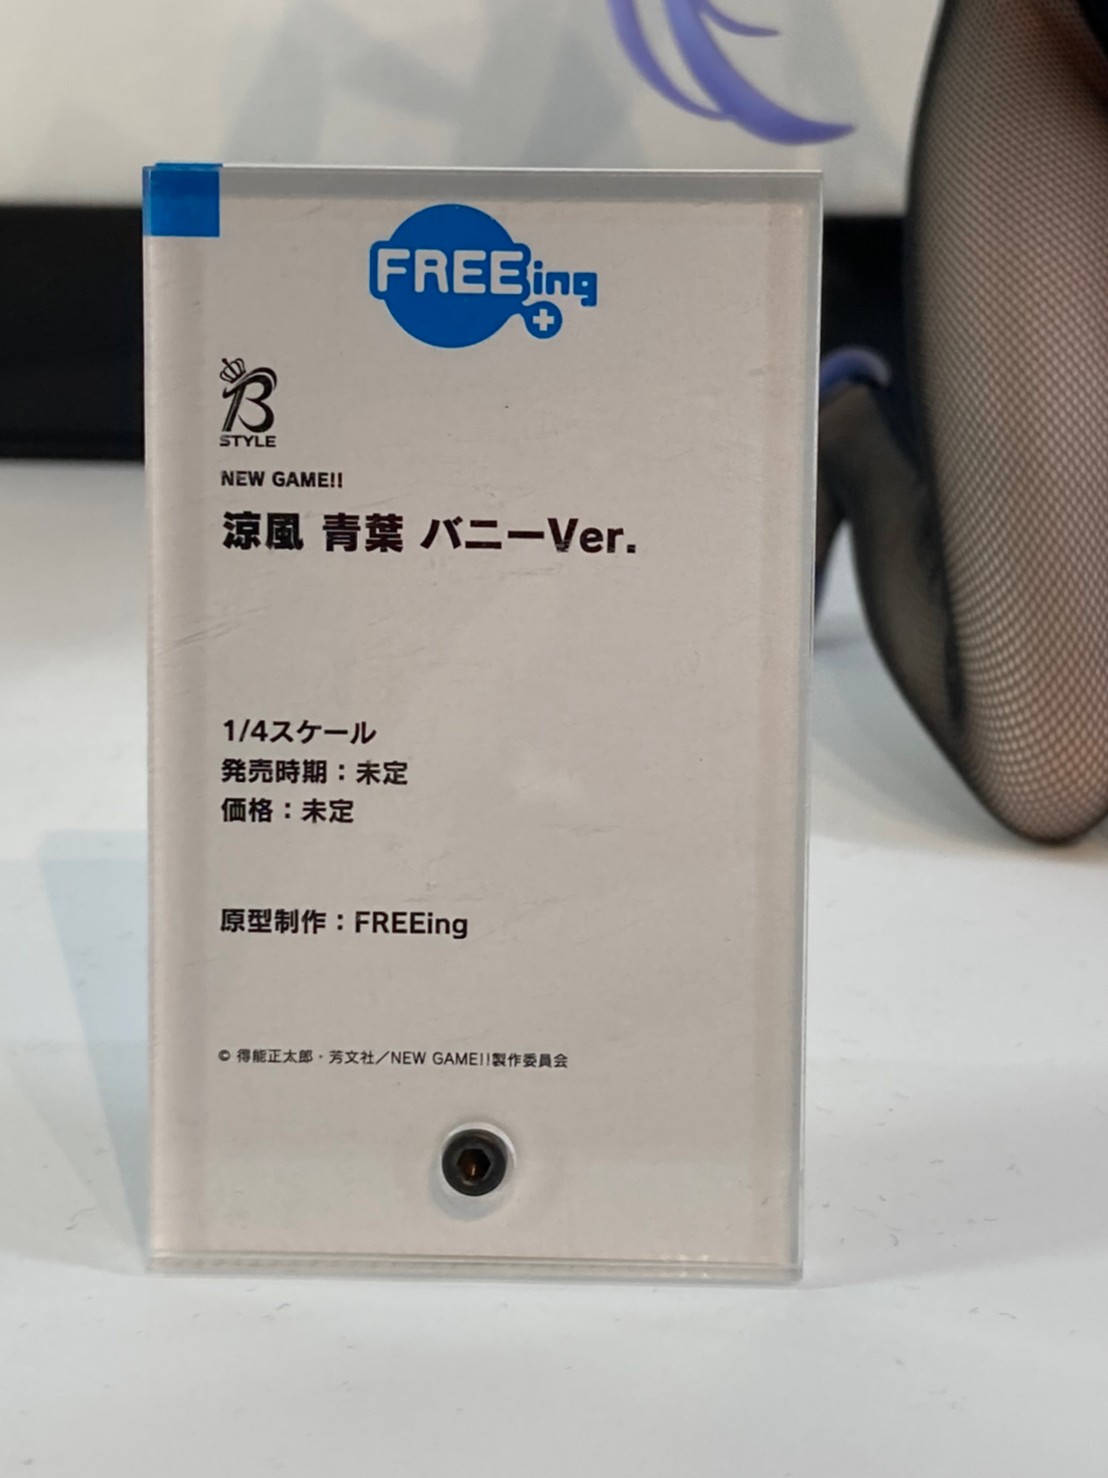 FREEing
B
STYLE
NEW GAME!!
涼風 青葉 バニーVer.
1/4スケール
発売時期：未定
価格：未定
原型制作：FREEing
© 得能正太郎・芳文社／NEW GAME!!製作委員会